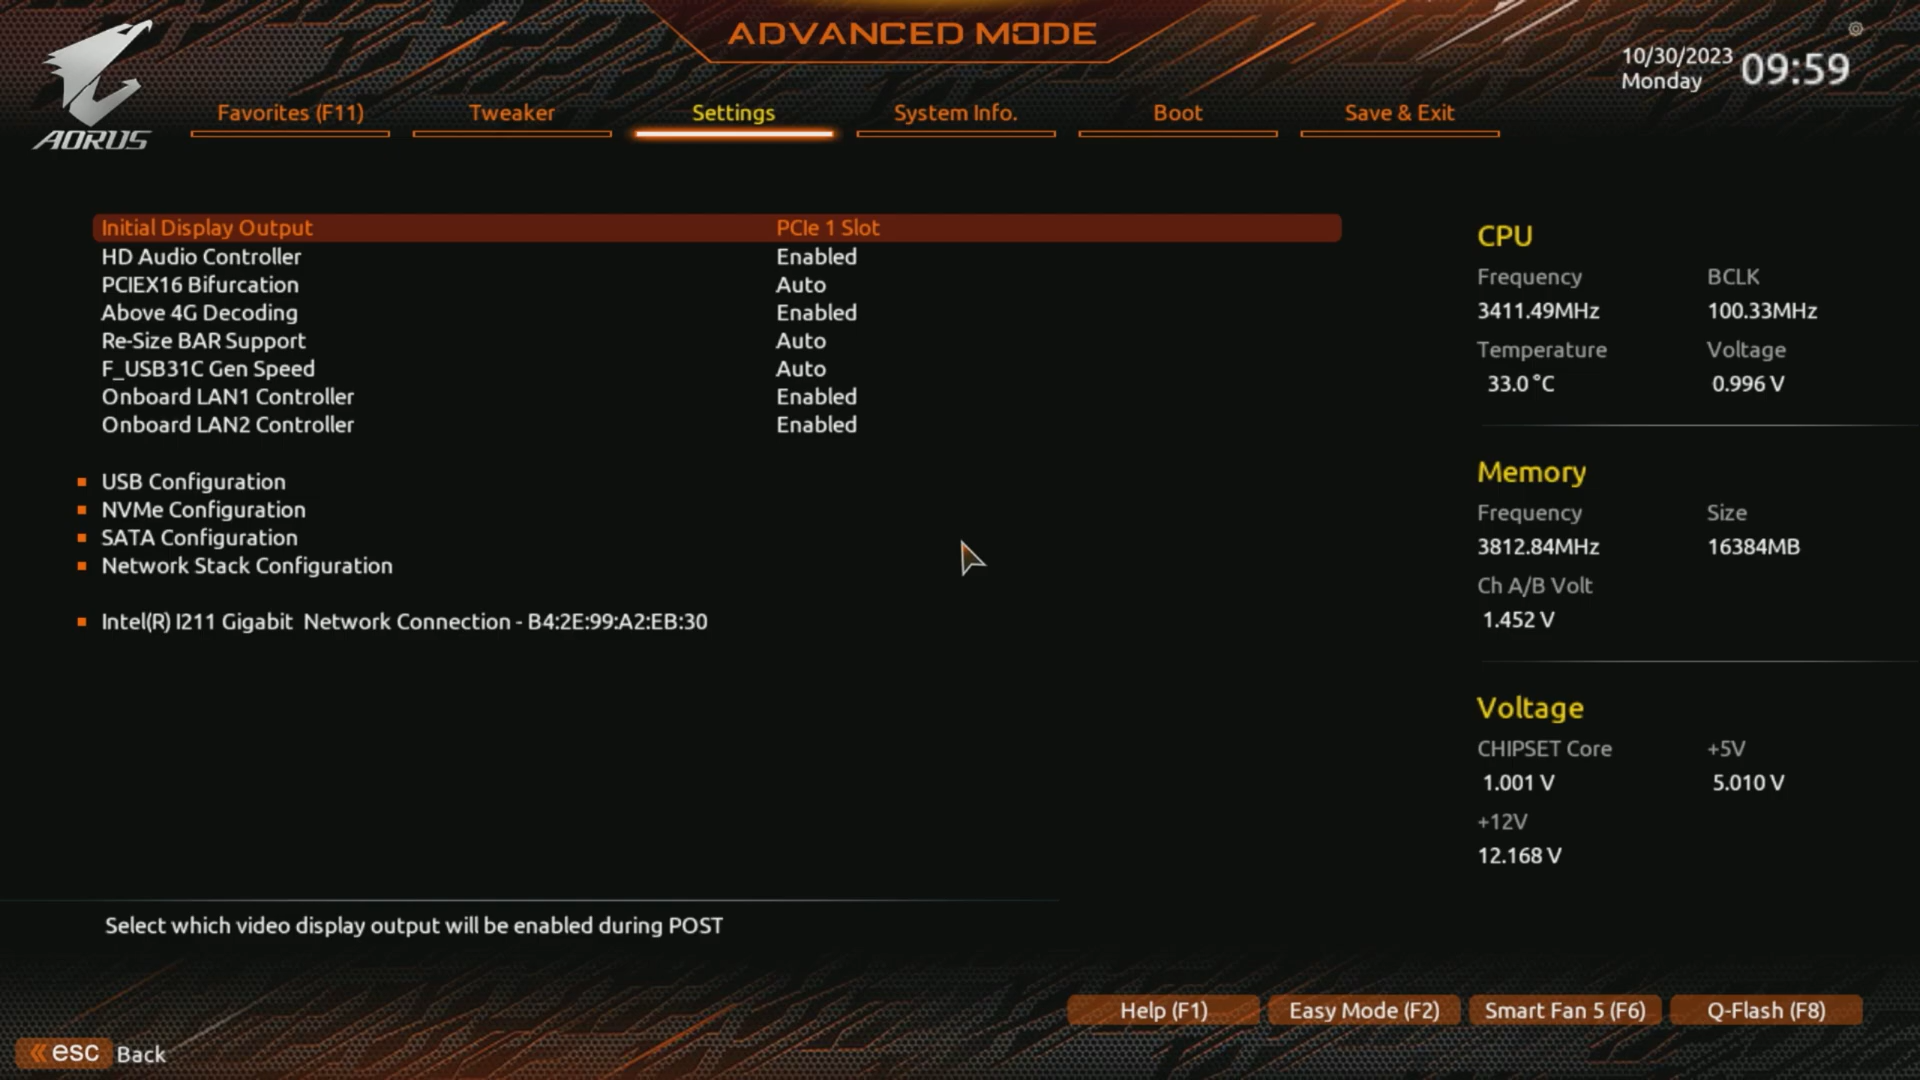 ADVANCED MODE
10/30/2023
Monday
09:59
AORUS
Favorites (F11)
Tweaker
Settings
System Info.
Boot
Save & Exit
Initial Display Output PCIe 1 Slot
HD Audio Controller Enabled
PCIEX16 Bifurcation Auto
Above 4G Decoding Enabled
Re-Size BAR Support Auto
F_USB31C Gen Speed Auto
Onboard LAN1 Controller Enabled
Onboard LAN2 Controller Enabled
USB Configuration
NVMe Configuration
SATA Configuration
Network Stack Configuration
Intel(R) I211 Gigabit  Network Connection - B4:2E:99:A2:EB:30
CPU
Frequency BCLK
3411.49MHz 100.33MHz
Temperature Voltage
33.0 °C 0.996 V
Memory
Frequency Size
3812.84MHz 16384MB
Ch A/B Volt
1.452 V
Voltage
CHIPSET Core +5V
1.001 V 5.010 V
+12V
12.168 V
Select which video display output will be enabled during POST
Help (F1)
Easy Mode (F2)
Smart Fan 5 (F6)
Q-Flash (F8)
esc Back